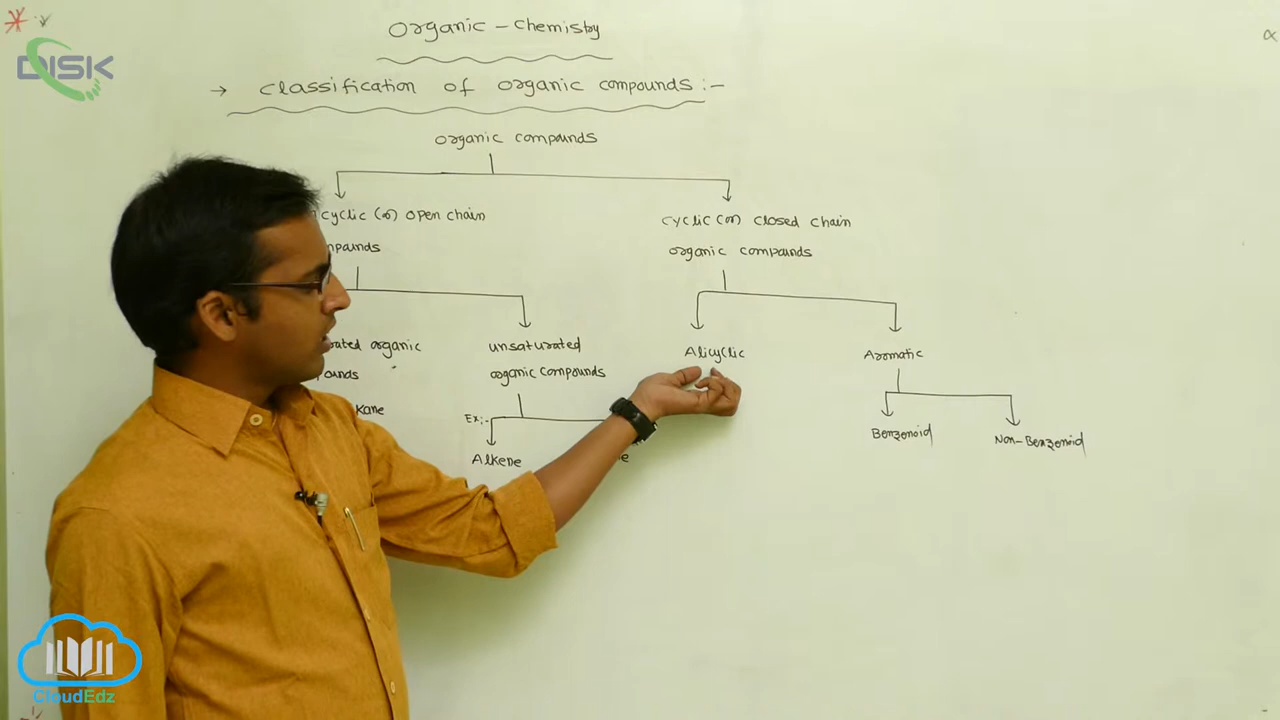 DISK
Organic - chemistry
→ classification of organic compounds :-
organic compounds
cyclic (or) open chain
cyclic (or) closed chain
organic compounds
organic
unsaturated
organic compounds
Alicyclic
Aromatic
Ex:-
Alkene
Benzenoid
Non-Benzenoid
CloudEdz